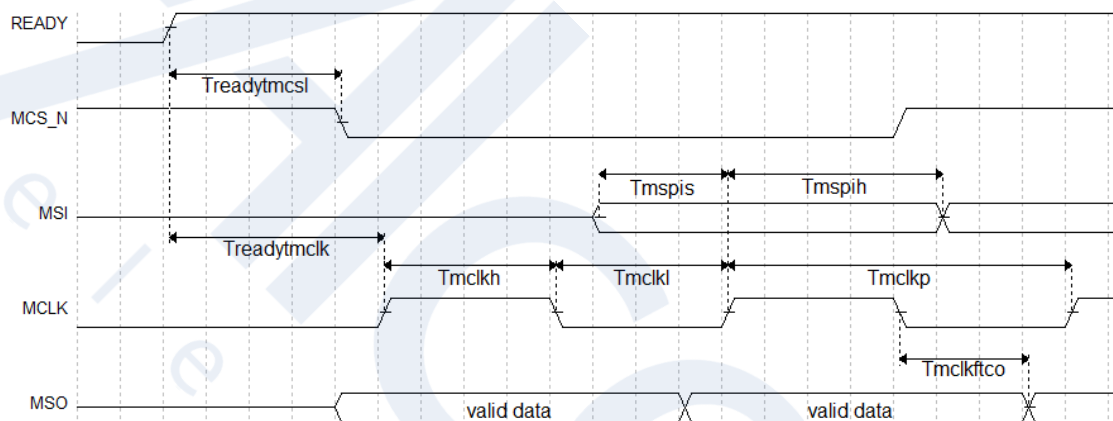 READY
Treadytmcsl
MCS_N
Tmspis
Tmspih
MSI
Treadytmclk
Tmclkh
Tmclkl
Tmclkp
MCLK
Tmclkftco
MSO
valid data
valid data
e
e